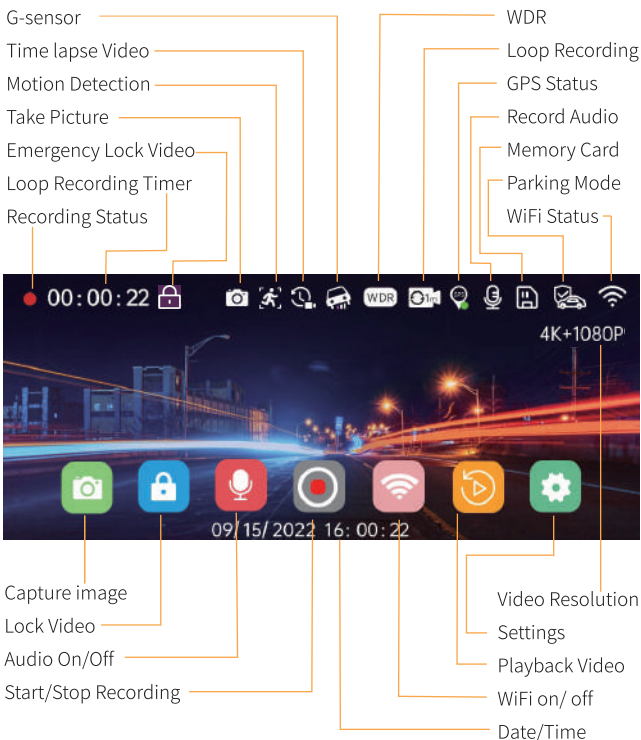 G-sensor
Time lapse Video
Motion Detection
Take Picture
Emergency Lock Video
Loop Recording Timer
Recording Status
WDR
Loop Recording
GPS Status
Record Audio
Memory Card
Parking Mode
WiFi Status
00:00:22
WDR
1m
GPS
4K+1080P
09/15/2022 16:00:22
Capture image
Lock Video
Audio On/Off
Start/Stop Recording
Video Resolution
Settings
Playback Video
WiFi on/ off
Date/Time